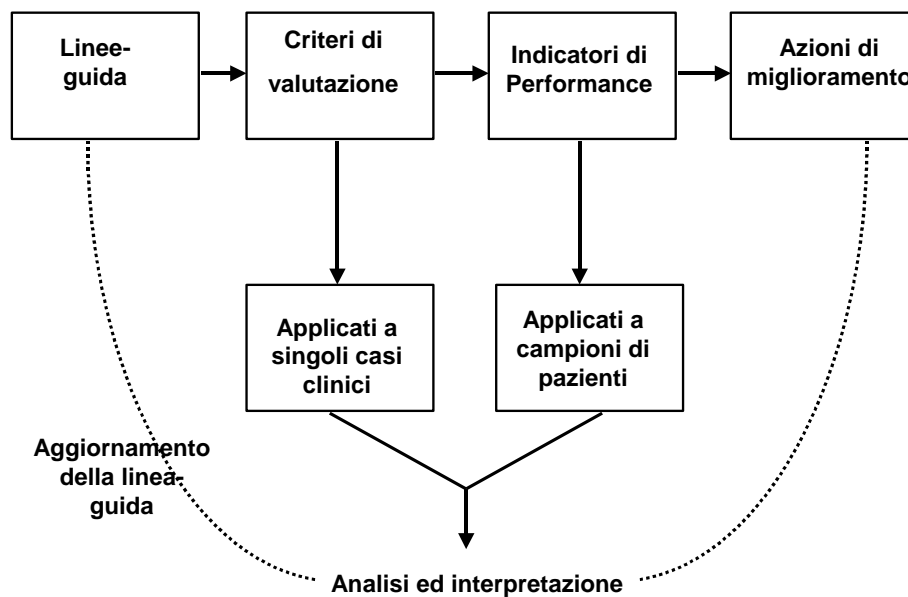 Linee-
guida
Criteri di
valutazione
Indicatori di
Performance
Azioni di
miglioramento
Applicati a
singoli casi
clinici
Applicati a
campioni di
pazienti
Aggiornamento
della linea-
guida
Analisi ed interpretazione